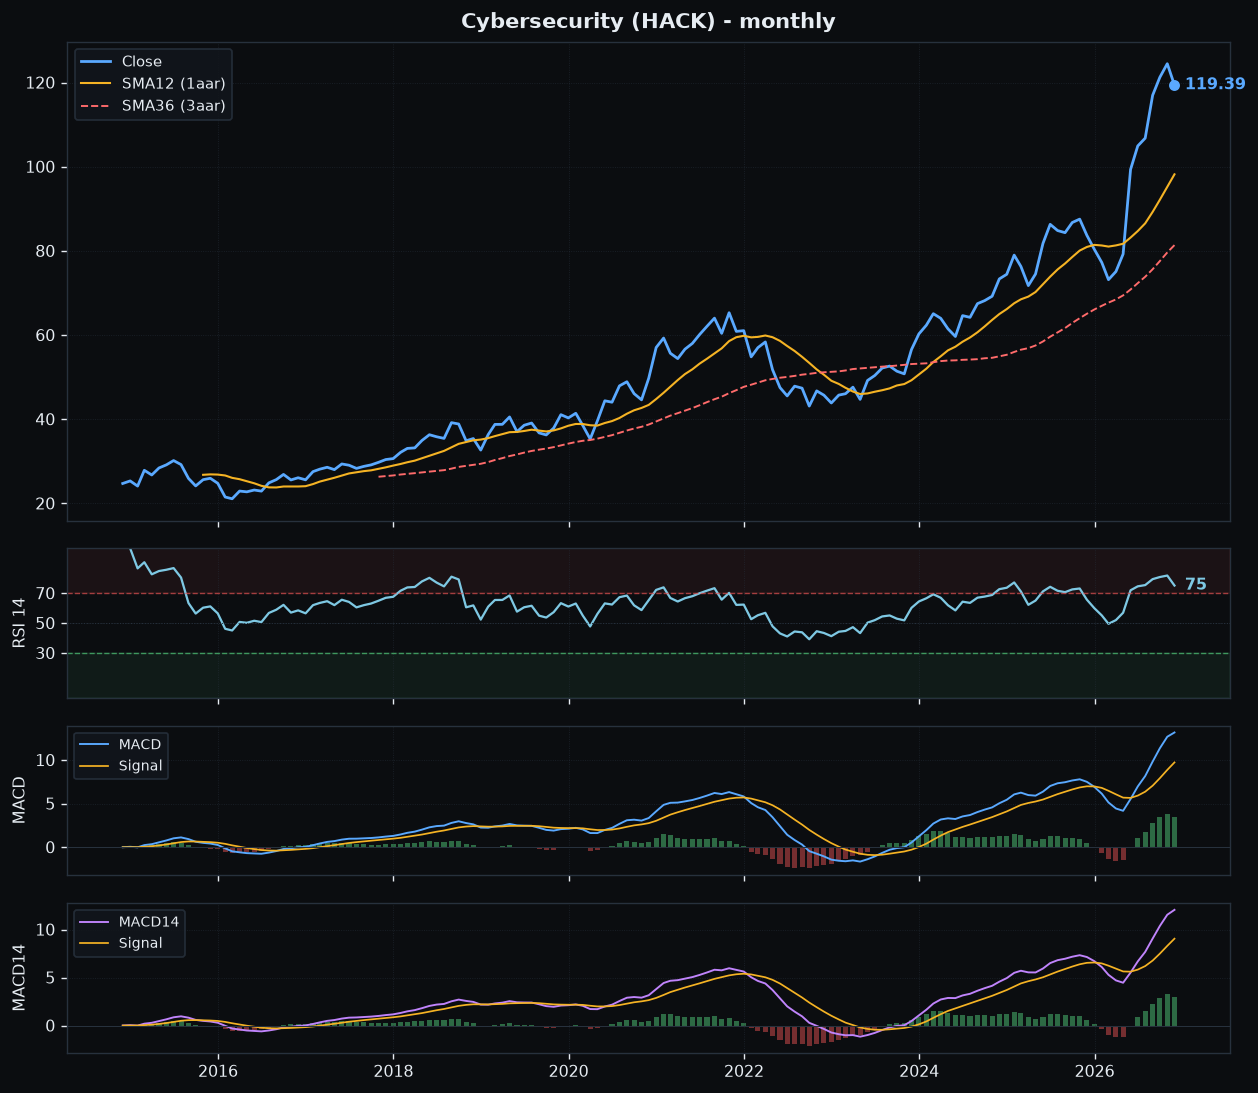 Cybersecurity (HACK) - monthly
Close
SMA12 (1aar)
SMA36 (3aar)
120
100
80
60
40
20
119.39
RSI 14
70
50
30
75
MACD
MACD
Signal
10
5
0
MACD14
MACD14
Signal
10
5
0
2016 2018 2020 2022 2024 2026